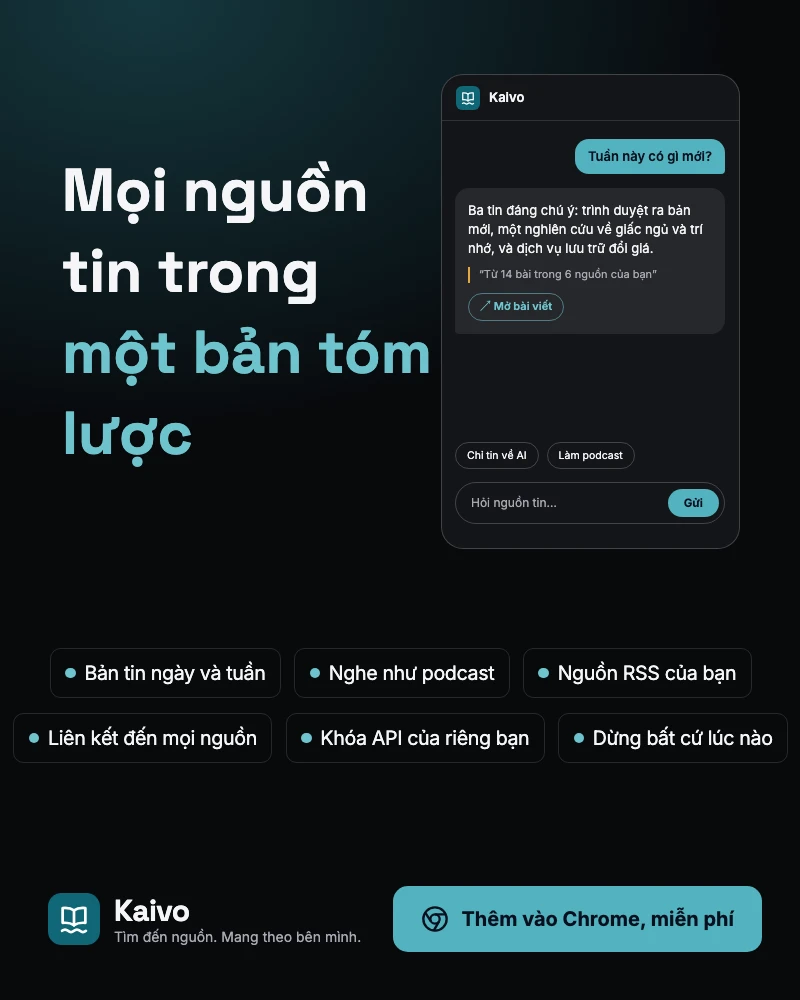 Mọi nguồn
tin trong
một bản tóm
lược
Kaivo
Tuần này có gì mới?
Ba tin đáng chú ý: trình duyệt ra bản
mới, một nghiên cứu về giấc ngủ và trí
nhớ, và dịch vụ lưu trữ đổi giá.
"Từ 14 bài trong 6 nguồn của bạn"
↗ Mở bài viết
Chỉ tin về AI
Làm podcast
Hỏi nguồn tin...
Gửi
Bản tin ngày và tuần
Nghe như podcast
Nguồn RSS của bạn
Liên kết đến mọi nguồn
Khóa API của riêng bạn
Dừng bất cứ lúc nào
Kaivo
Tìm đến nguồn. Mang theo bên mình.
Thêm vào Chrome, miễn phí